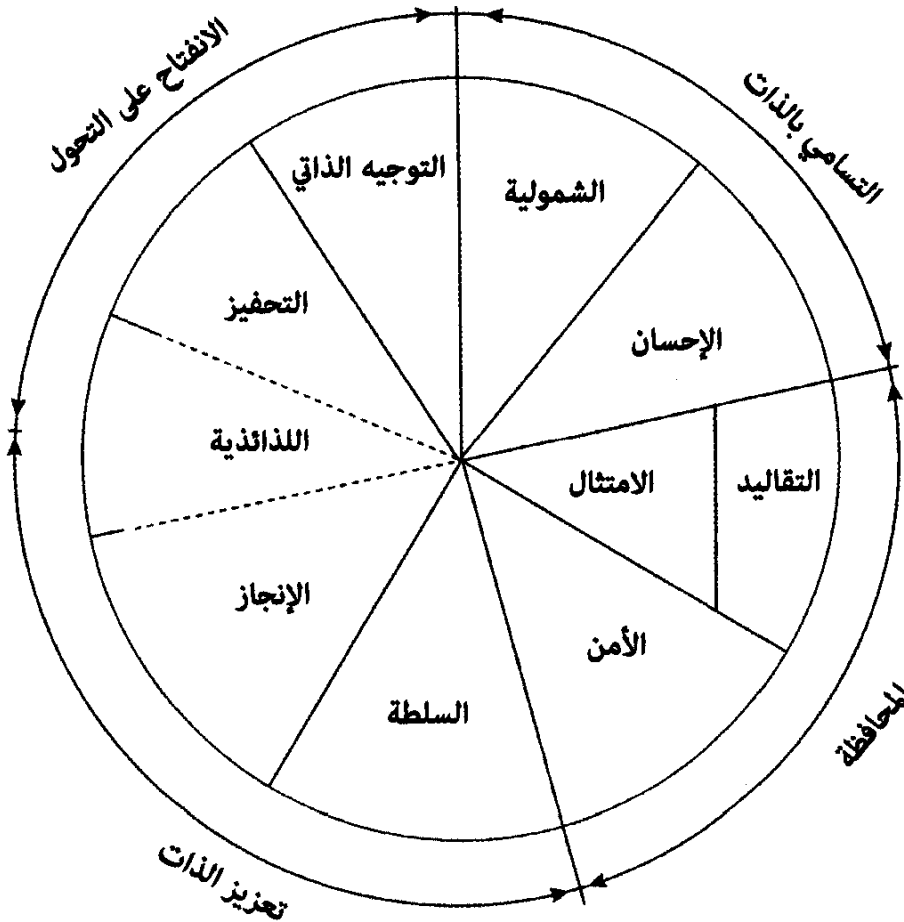 الانفتاح على التحول
التسامي بالذات
التوجيه الذاتي
الشمولية
التحفيز
الإحسان
اللذائذية
الامتثال
التقاليد
الإنجاز
الأمن
السلطة
المحافظة
تعزيز الذات